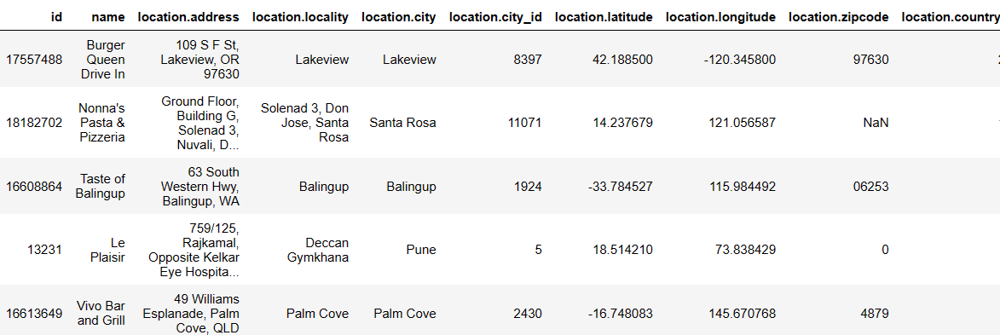 id name location.address location.locality location.city location.city_id location.latitude location.longitude location.zipcode location.country
17557488 Burger Queen Drive In 109 S F St, Lakeview, OR 97630 Lakeview Lakeview 8397 42.188500 -120.345800 97630
18182702 Nonna's Pasta & Pizzeria Ground Floor, Building G, Solenad 3, Nuvali, D... Solenad 3, Don Jose, Santa Rosa Santa Rosa 11071 14.237679 121.056587 NaN
16608864 Taste of Balingup 63 South Western Hwy, Balingup, WA Balingup Balingup 1924 -33.784527 115.984492 06253
13231 Le Plaisir 759/125, Rajkamal, Opposite Kelkar Eye Hospita... Deccan Gymkhana Pune 5 18.514210 73.838429 0
16613649 Vivo Bar and Grill 49 Williams Esplanade, Palm Cove, QLD Palm Cove Palm Cove 2430 -16.748083 145.670768 4879